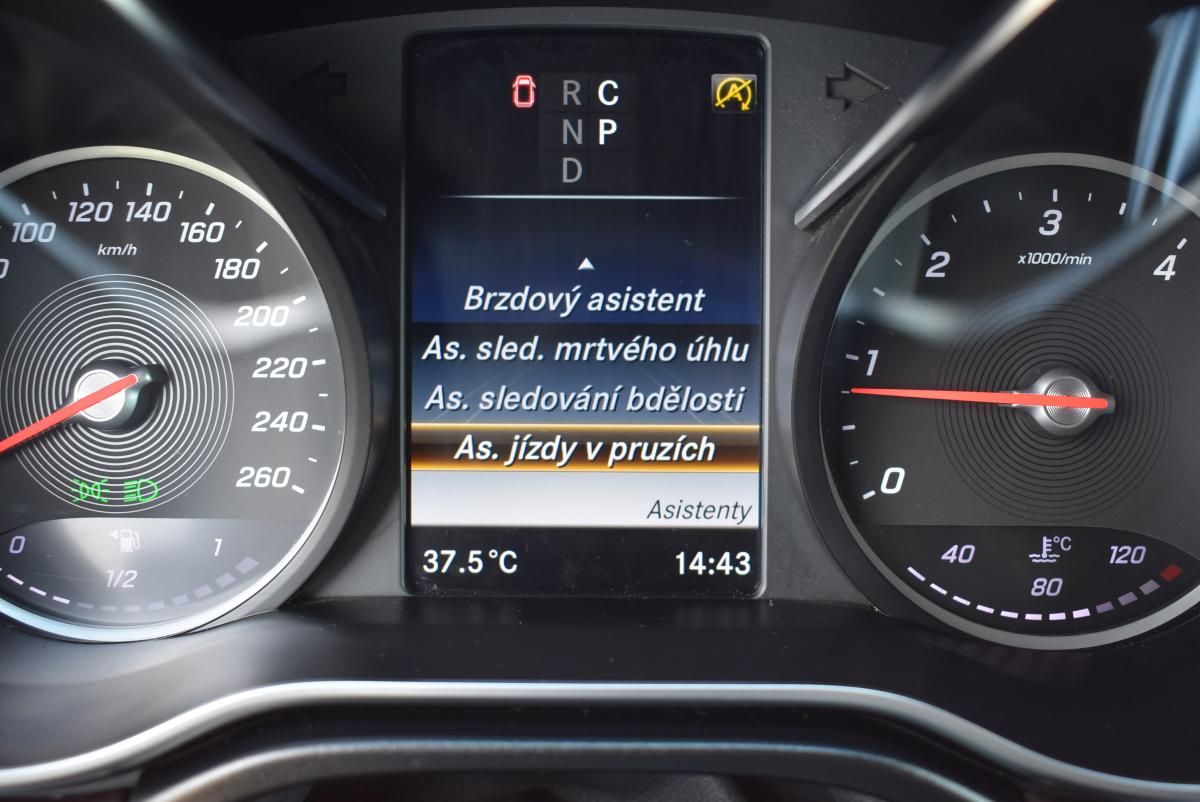 R C
N P
D
100 120 140 160 180 200 220 240 260
km/h
Brzdový asistent
As. sled. mrtvého úhlu
As. sledování bdělosti
As. jízdy v pruzích
Asistenty
37.5°C 14:43
0 1/2 1
0 1 2 3 4
x1000/min
40 80 120
°C